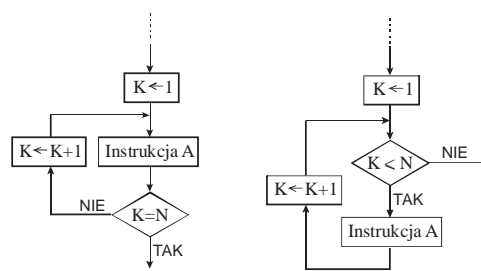 K←1
K←K+1
Instrukcja A
NIE
K=N
TAK
K←1
K < N
NIE
K←K+1
TAK
Instrukcja A